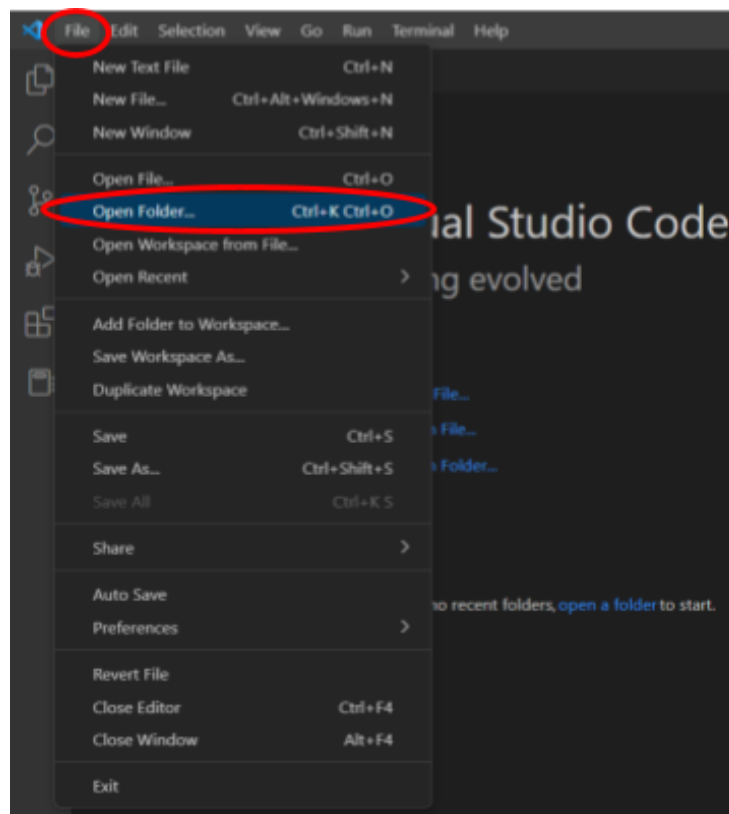 File Edit Selection View Go Run Terminal Help
New Text File Ctrl+N
New File... Ctrl+Alt+Windows+N
New Window Ctrl+Shift+N
Open File... Ctrl+O
Open Folder... Ctrl+K Ctrl+O
Open Workspace from File...
Open Recent
Add Folder to Workspace...
Save Workspace As...
Duplicate Workspace
Save Ctrl+S
Save As... Ctrl+Shift+S
Save All Ctrl+K S
Share
Auto Save
Preferences
Revert File
Close Editor Ctrl+F4
Close Window Alt+F4
Exit
ial Studio Code
ng evolved
File...
File...
Folder...
no recent folders, open a folder to start.